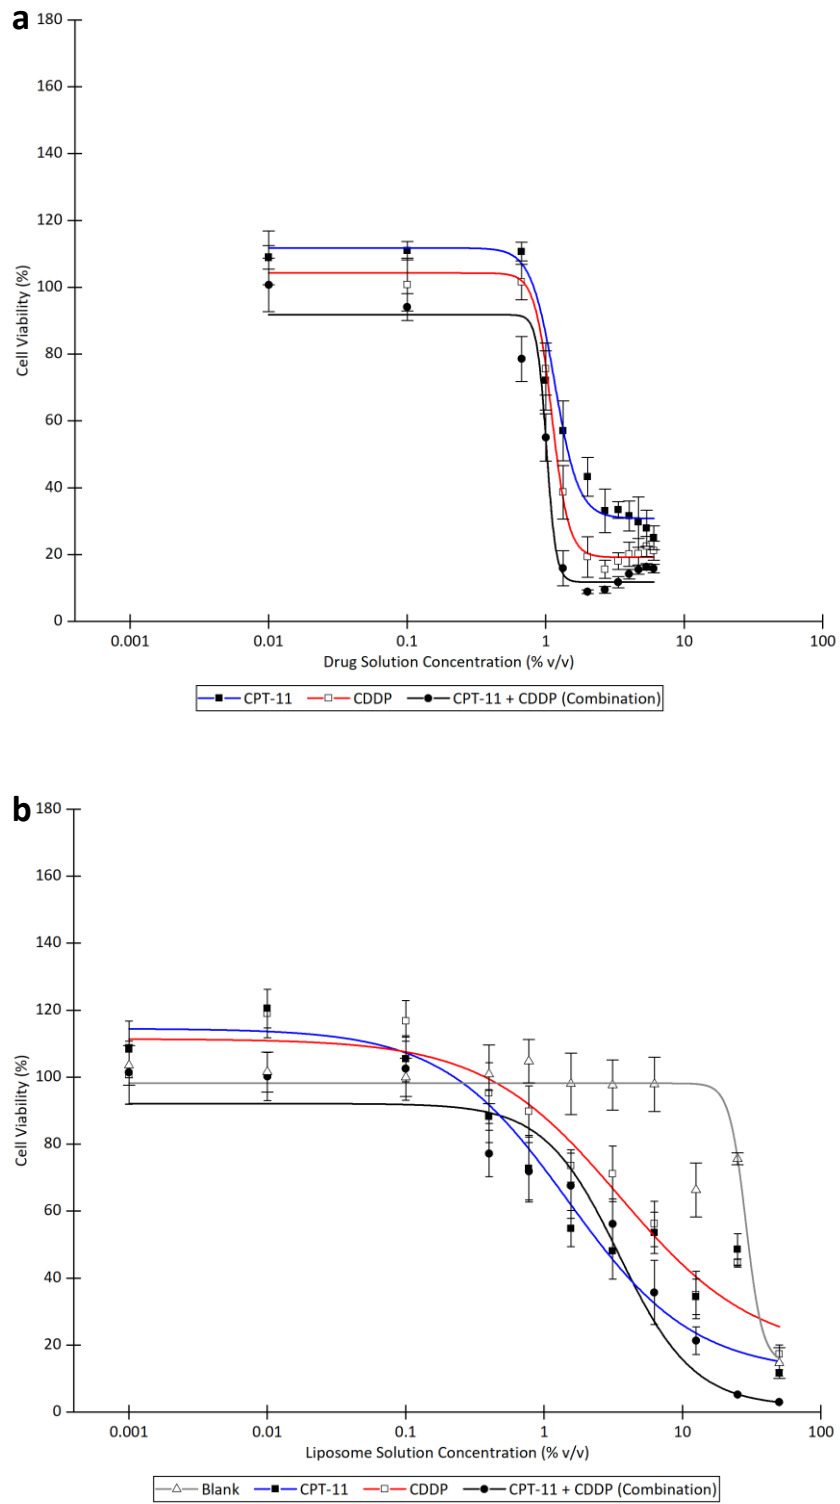 a
180
160
140
120
100
80
60
40
20
0
Cell Viability (%)
0.001 0.01 0.1 1 10 100
Drug Solution Concentration (% v/v)
CPT-11 CDDP CPT-11 + CDDP (Combination)
b
180
160
140
120
100
80
60
40
20
0
Cell Viability (%)
0.001 0.01 0.1 1 10 100
Liposome Solution Concentration (% v/v)
Blank CPT-11 CDDP CPT-11 + CDDP (Combination)